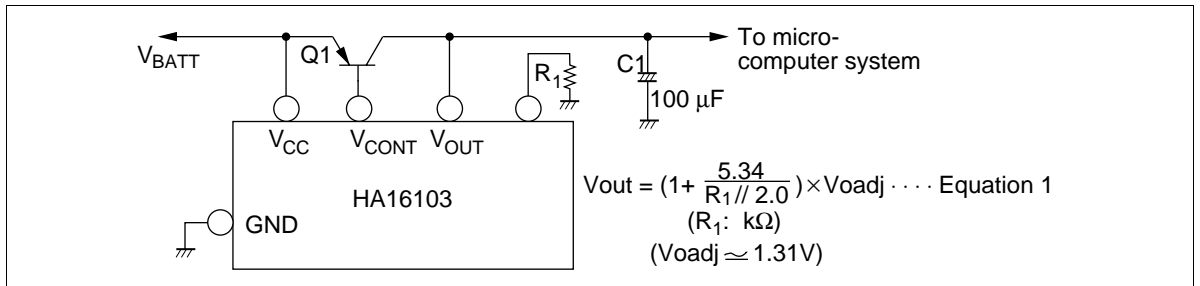 V_BATT
Q1
R₁
C1
100 μF
To micro-
computer system
V_CC
V_CONT
V_OUT
HA16103
GND
Vout = (1+ 5.34 / R₁ // 2.0 ) × Voadj ···· Equation 1
(R₁: kΩ)
(Voadj ≃ 1.31V)